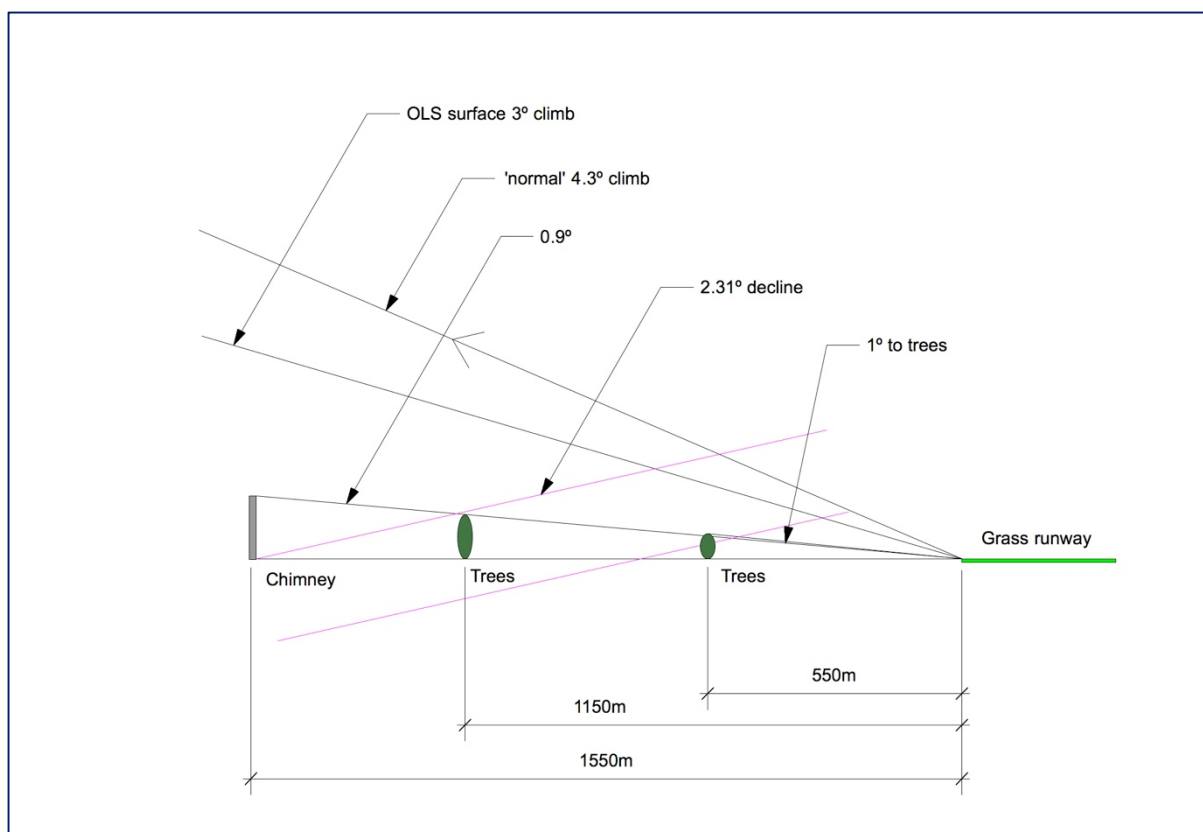 OLS surface 3º climb
'normal' 4.3º climb
0.9º
2.31º decline
1º to trees
Grass runway
Chimney
Trees
Trees
550m
1150m
1550m